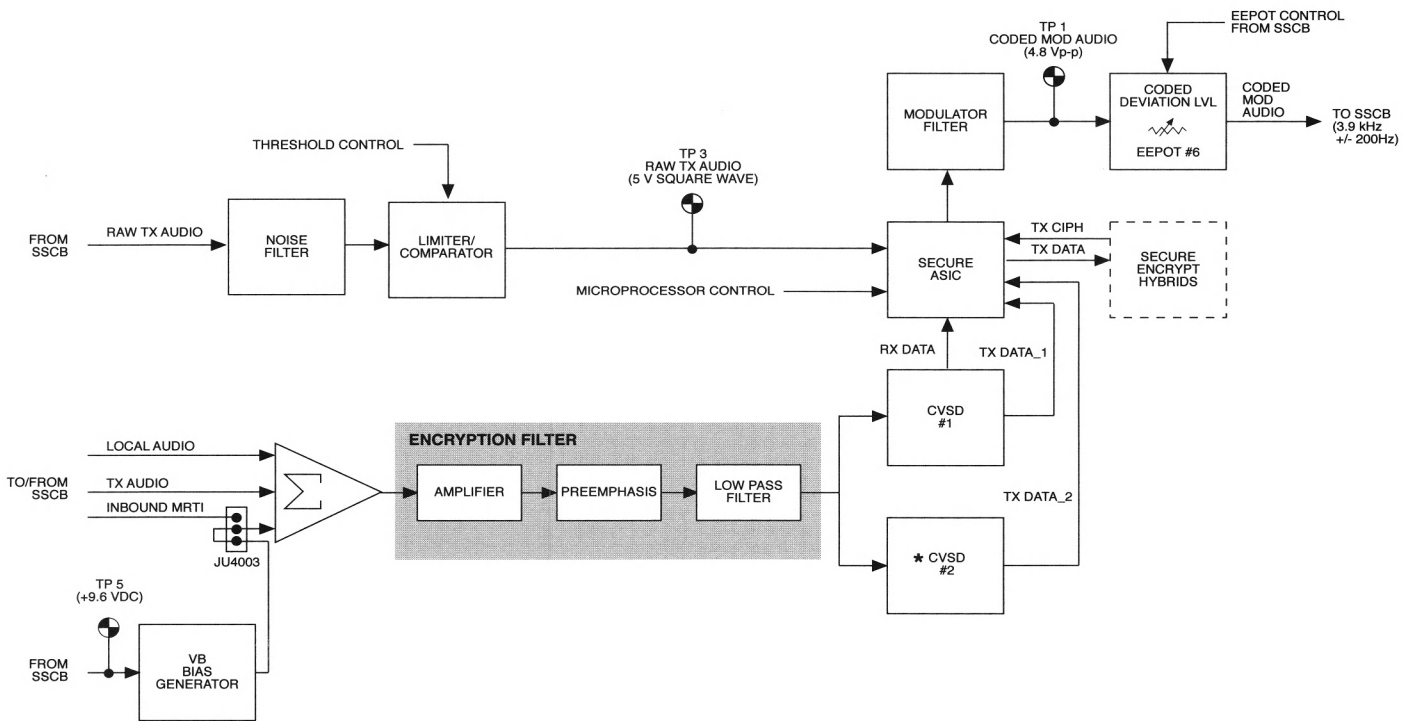 EEPOT CONTROL
FROM SSCB
TP 1
CODED MOD AUDIO
(4.8 Vp-p)
MODULATOR
FILTER
CODED
DEVIATION LVL
EEPOT #6
CODED
MOD
AUDIO
TO SSCB
(3.9 kHz
+/- 200Hz)
THRESHOLD CONTROL
TP 3
RAW TX AUDIO
(5 V SQUARE WAVE)
FROM
SSCB
RAW TX AUDIO
NOISE
FILTER
LIMITER/
COMPARATOR
SECURE
ASIC
TX CIPH
TX DATA
SECURE
ENCRYPT
HYBRIDS
MICROPROCESSOR CONTROL
RX DATA
TX DATA_1
CVSD
#1
LOCAL AUDIO
TO/FROM
SSCB
TX AUDIO
INBOUND MRTI
JU4003
ENCRYPTION FILTER
AMPLIFIER
PREEMPHASIS
LOW PASS
FILTER
TX DATA_2
* CVSD
#2
TP 5
(+9.6 VDC)
FROM
SSCB
VB
BIAS
GENERATOR